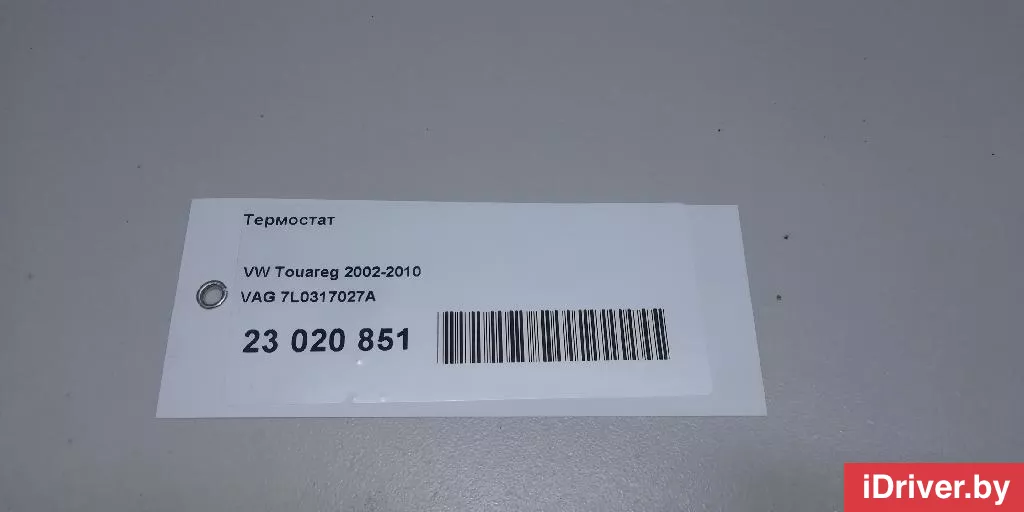 Термостат
VW Touareg 2002-2010
VAG 7L0317027A
23 020 851
iDriver.by